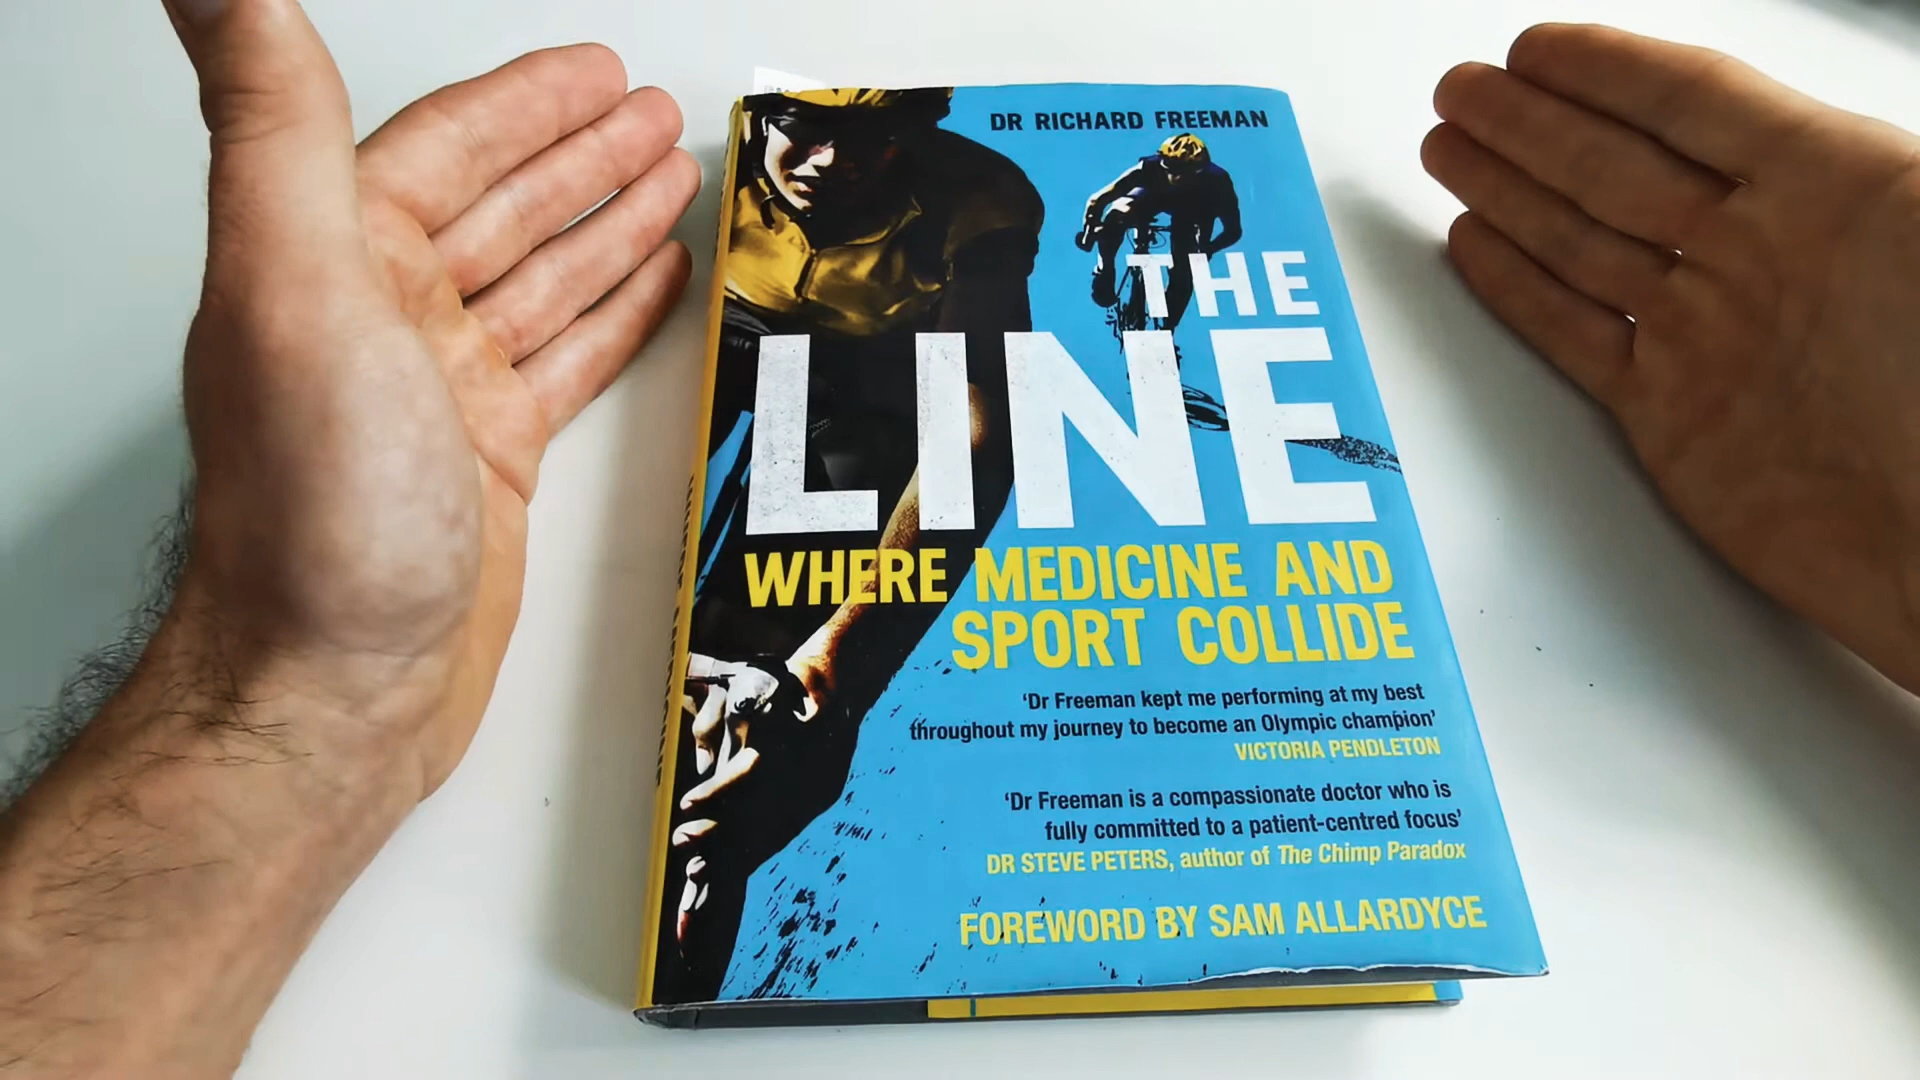 DR RICHARD FREEMAN
THE
LINE
WHERE MEDICINE AND
SPORT COLLIDE
‘Dr Freeman kept me performing at my best
throughout my journey to become an Olympic champion’
VICTORIA PENDLETON
‘Dr Freeman is a compassionate doctor who is
fully committed to a patient-centred focus’
DR STEVE PETERS, author of The Chimp Paradox
FOREWORD BY SAM ALLARDYCE